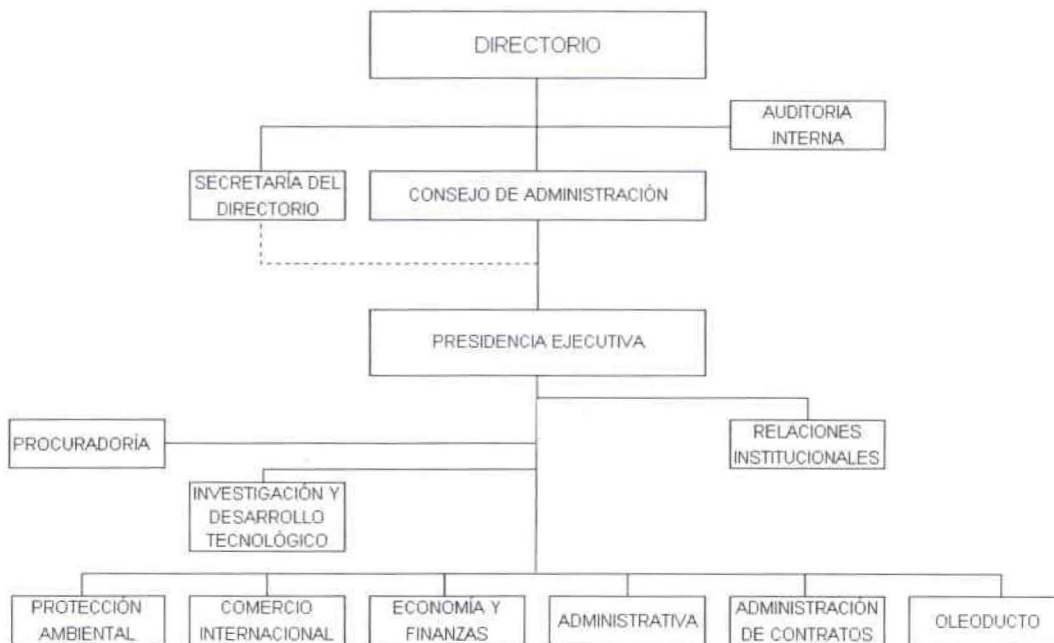 DIRECTORIO
AUDITORIA
INTERNA
SECRETARÍA DEL
DIRECTORIO
CONSEJO DE ADMINISTRACIÓN
PRESIDENCIA EJECUTIVA
PROCURADORÍA
RELACIONES
INSTITUCIONALES
INVESTIGACIÓN Y
DESARROLLO
TECNOLÓGICO
PROTECCIÓN
AMBIENTAL
COMERCIO
INTERNACIONAL
ECONOMÍA Y
FINANZAS
ADMINISTRATIVA
ADMINISTRACIÓN
DE CONTRATOS
OLEODUCTO